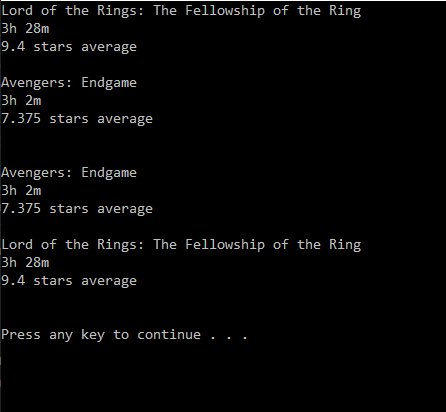 Lord of the Rings: The Fellowship of the Ring
3h 28m
9.4 stars average
Avengers: Endgame
3h 2m
7.375 stars average
Avengers: Endgame
3h 2m
7.375 stars average
Lord of the Rings: The Fellowship of the Ring
3h 28m
9.4 stars average
Press any key to continue . . .